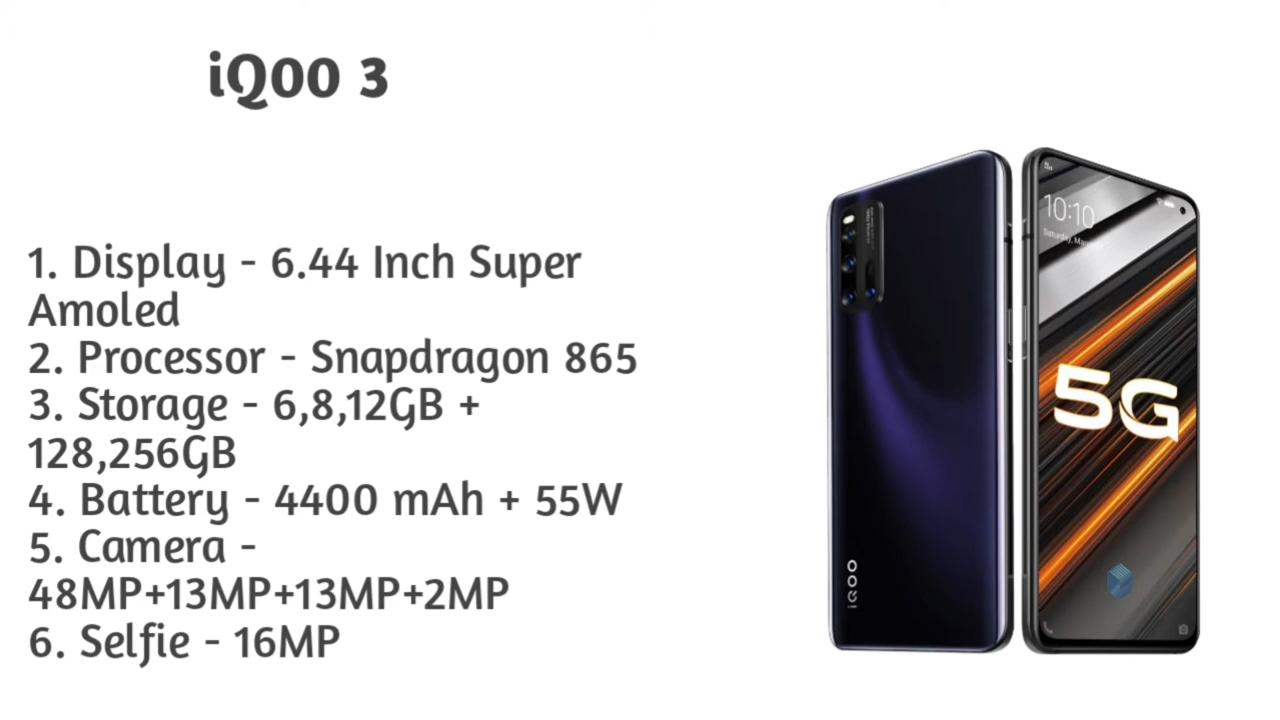 iQOO 3
1. Display - 6.44 Inch Super
Amoled
2. Processor - Snapdragon 865
3. Storage - 6,8,12GB +
128,256GB
4. Battery - 4400 mAh + 55W
5. Camera -
48MP+13MP+13MP+2MP
6. Selfie - 16MP
iQOO
10:10
5G